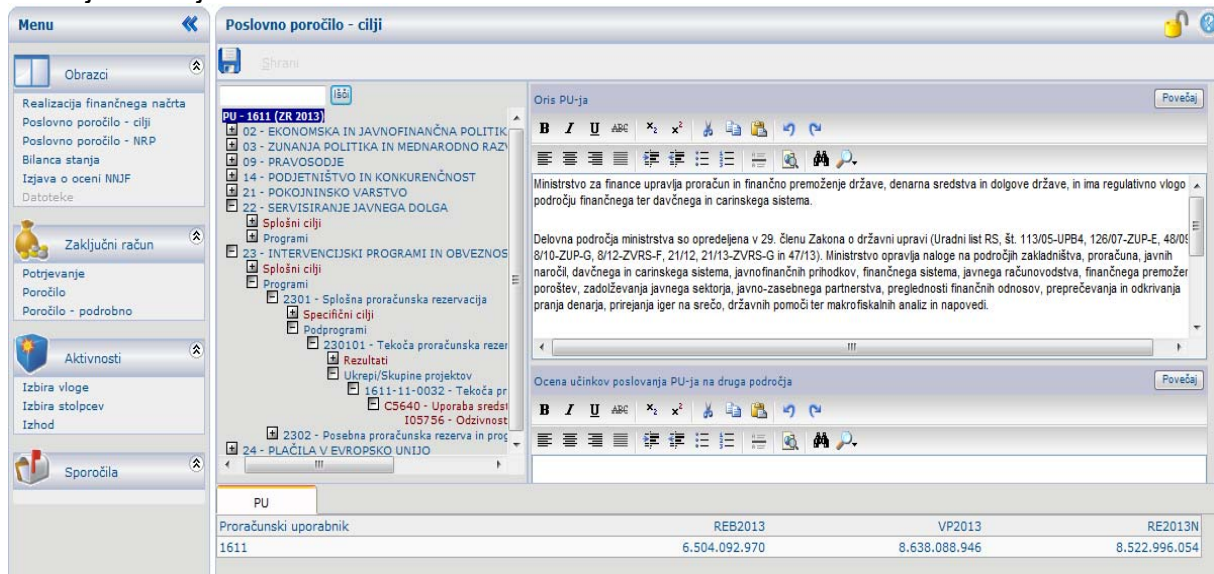 Menu
Obrazci
Realizacija finančnega načrta
Poslovno poročilo - cilji
Poslovno poročilo - NRP
Bilanca stanja
Izjava o oceni NNJF
Datoteke
Zaključni račun
Potrjevanje
Poročilo
Poročilo - podrobno
Aktivnosti
Izbira vloge
Izbira stolpcev
Izhod
Sporočila
Poslovno poročilo - cilji
Shrani
Išči
PU - 1611 (ZR 2013)
02 - EKONOMSKA IN JAVNOFINANČNA POLITIK
03 - ZUNANJA POLITIKA IN MEDNARODNO
09 - PRAVOSODJE
14 - PODJETNIŠTVO IN KONKURENČNOST
21 - POKOJNINSKO VARSTVO
22 - SERVISIRANJE JAVNEGA DOLGA
Splošni cilji
Programi
23 - INTERVENCIJSKI PROGRAMI IN OBVEZNOS
Splošni cilji
Programi
2301 - Splošna proračunska rezervacija
Specifični cilji
Podprogrami
230101 - Tekoča proračunska rezer
Rezultati
Ukrepi/Skupine projektov
1611-11-0032 - Tekoča pr
C5640 - Uporaba sredst
I05756 - Odzivnost
2302 - Posebna proračunska rezerva in prog
24 - PLAČILA V EVROPSKO UNIJO
Oris PU-ja
Povečaj
B I U ABC X₂ x²
Ministrstvo za finance upravlja proračun in finančno premoženje države, denarna sredstva in dolgove države, in ima regulativno vlogo
področju finančnega ter davčnega in carinskega sistema.
Delovna področja ministrstva so opredeljena v 29. členu Zakona o državni upravi (Uradni list RS, št. 113/05-UPB4, 126/07-ZUP-E, 48/09
8/10-ZUP-G, 8/12-ZVRS-F, 21/12, 21/13-ZVRS-G in 47/13). Ministrstvo opravlja naloge na področjih zakladništva, proračuna, javnih
naročil, davčnega in carinskega sistema, javnofinančnih prihodkov, finančnega sistema, javnega računovodstva, finančnega premožer
poroštev, zadolževanja javnega sektorja, javno-zasebnega partnerstva, preglednosti finančnih odnosov, preprečevanja in odkrivanja
pranja denarja, prirejanja iger na srečo, državnih pomoči ter makrofiskalnih analiz in napovedi.
Ocena učinkov poslovanja PU-ja na druga področja
Povečaj
B I U ABC X₂ x²
PU
Proračunski uporabnik REB2013 VP2013 RE2013N
1611 6.504.092.970 8.638.088.946 8.522.996.054